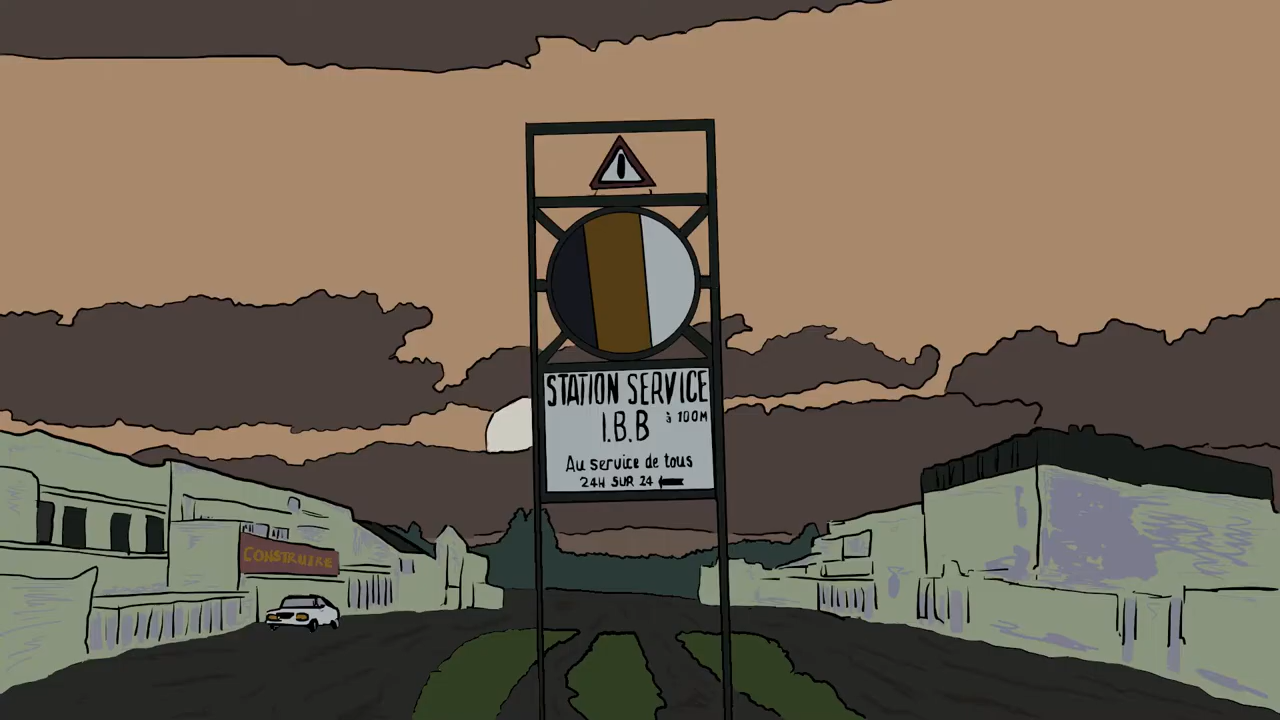 STATION SERVICE
I.B.B à 100M
Au service de tous
24H SUR 24
CONSTRUIRE